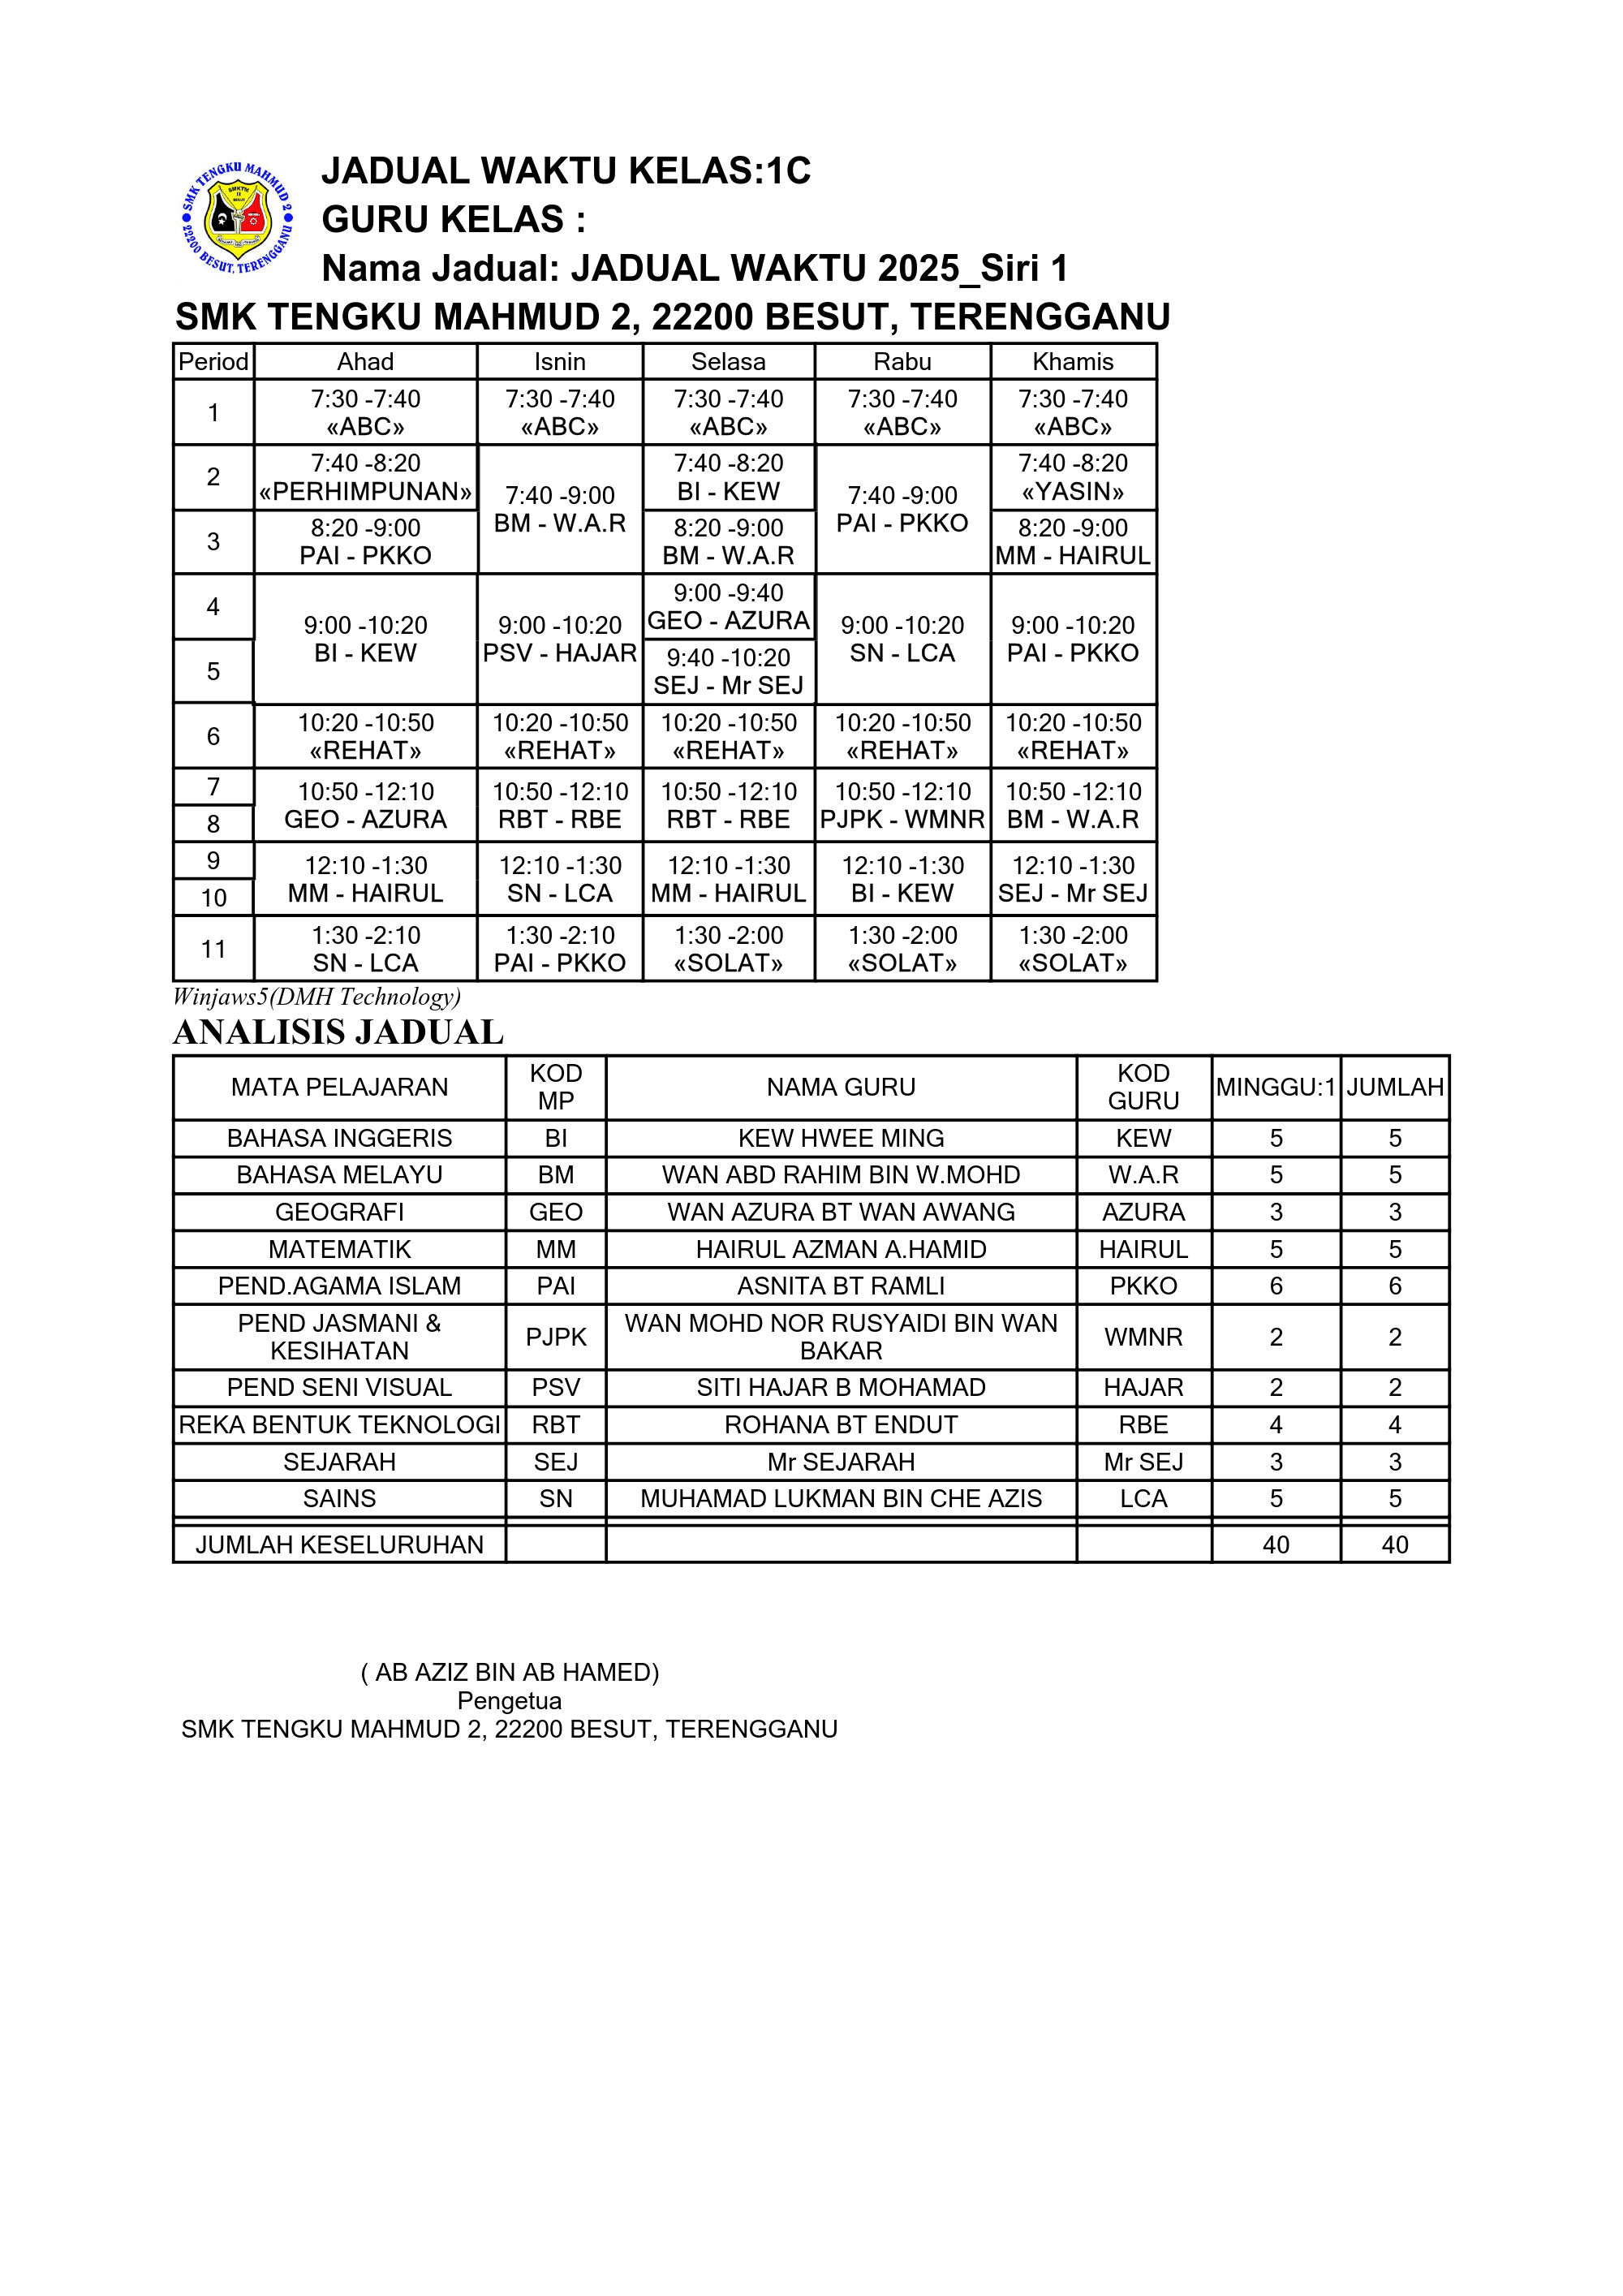 SMK TENGKU MAHMUD 2
22200 BESUT, TERENGGANU
JADUAL WAKTU KELAS:1C
GURU KELAS :
Nama Jadual: JADUAL WAKTU 2025_Siri 1
SMK TENGKU MAHMUD 2, 22200 BESUT, TERENGGANU
Period Ahad Isnin Selasa Rabu Khamis
1 7:30 -7:40 7:30 -7:40 7:30 -7:40 7:30 -7:40 7:30 -7:40
«ABC» «ABC» «ABC» «ABC» «ABC»
2 7:40 -8:20 7:40 -9:00 7:40 -8:20 7:40 -9:00 7:40 -8:20
«PERHIMPUNAN» BM - W.A.R BI - KEW PAI - PKKO «YASIN»
3 8:20 -9:00 8:20 -9:00 8:20 -9:00
PAI - PKKO BM - W.A.R MM - HAIRUL
4 9:00 -10:20 9:00 -10:20 9:00 -9:40 9:00 -10:20 9:00 -10:20
BI - KEW PSV - HAJAR GEO - AZURA SN - LCA PAI - PKKO
5 9:40 -10:20
SEJ - Mr SEJ
6 10:20 -10:50 10:20 -10:50 10:20 -10:50 10:20 -10:50 10:20 -10:50
«REHAT» «REHAT» «REHAT» «REHAT» «REHAT»
7 10:50 -12:10 10:50 -12:10 10:50 -12:10 10:50 -12:10 10:50 -12:10
8 GEO - AZURA RBT - RBE RBT - RBE PJPK - WMNR BM - W.A.R
9 12:10 -1:30 12:10 -1:30 12:10 -1:30 12:10 -1:30 12:10 -1:30
10 MM - HAIRUL SN - LCA MM - HAIRUL BI - KEW SEJ - Mr SEJ
11 1:30 -2:10 1:30 -2:10 1:30 -2:00 1:30 -2:00 1:30 -2:00
SN - LCA PAI - PKKO «SOLAT» «SOLAT» «SOLAT»
Winjaws5(DMH Technology)
ANALISIS JADUAL
MATA PELAJARAN KOD MP NAMA GURU KOD GURU MINGGU:1 JUMLAH
BAHASA INGGERIS BI KEW HWEE MING KEW 5 5
BAHASA MELAYU BM WAN ABD RAHIM BIN W.MOHD W.A.R 5 5
GEOGRAFI GEO WAN AZURA BT WAN AWANG AZURA 3 3
MATEMATIK MM HAIRUL AZMAN A.HAMID HAIRUL 5 5
PEND.AGAMA ISLAM PAI ASNITA BT RAMLI PKKO 6 6
PEND JASMANI & KESIHATAN PJPK WAN MOHD NOR RUSYAIDI BIN WAN BAKAR WMNR 2 2
PEND SENI VISUAL PSV SITI HAJAR B MOHAMAD HAJAR 2 2
REKA BENTUK TEKNOLOGI RBT ROHANA BT ENDUT RBE 4 4
SEJARAH SEJ Mr SEJARAH Mr SEJ 3 3
SAINS SN MUHAMAD LUKMAN BIN CHE AZIS LCA 5 5
JUMLAH KESELURUHAN 40 40
( AB AZIZ BIN AB HAMED)
Pengetua
SMK TENGKU MAHMUD 2, 22200 BESUT, TERENGGANU